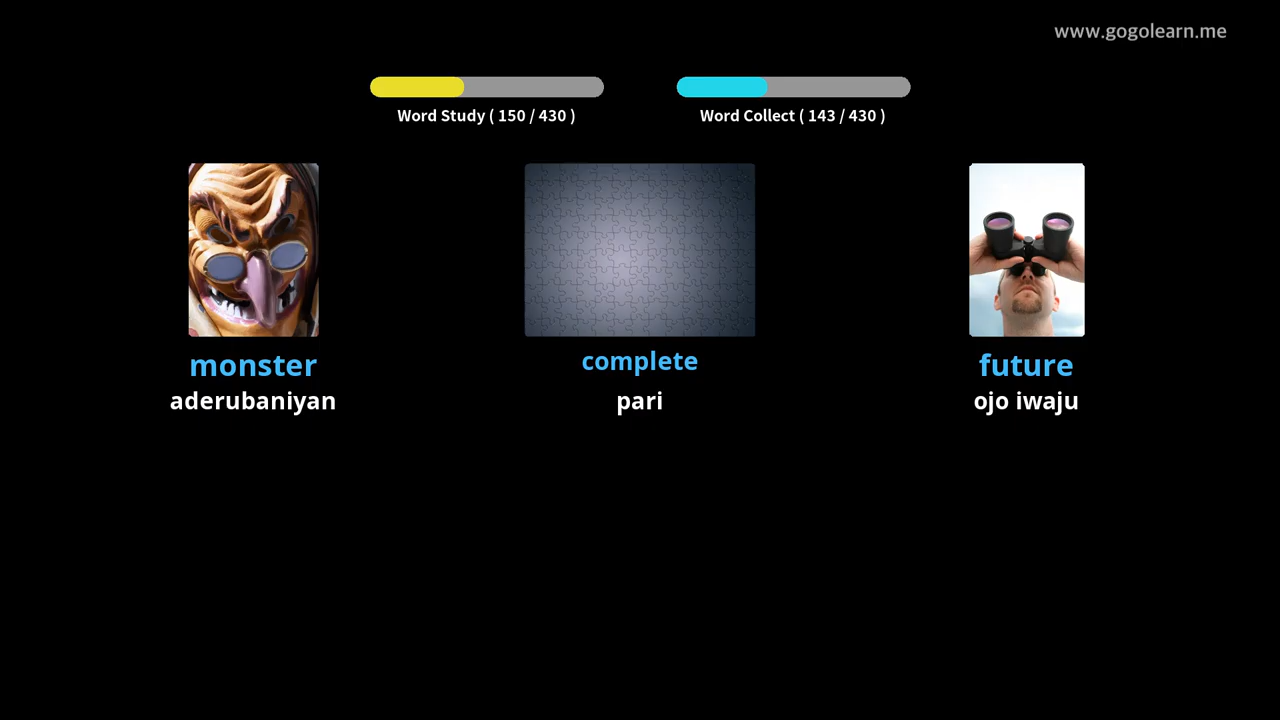 www.gogolearn.me
Word Study ( 150 / 430 )
Word Collect ( 143 / 430 )
monster
aderubaniyan
complete
pari
future
ojo iwaju